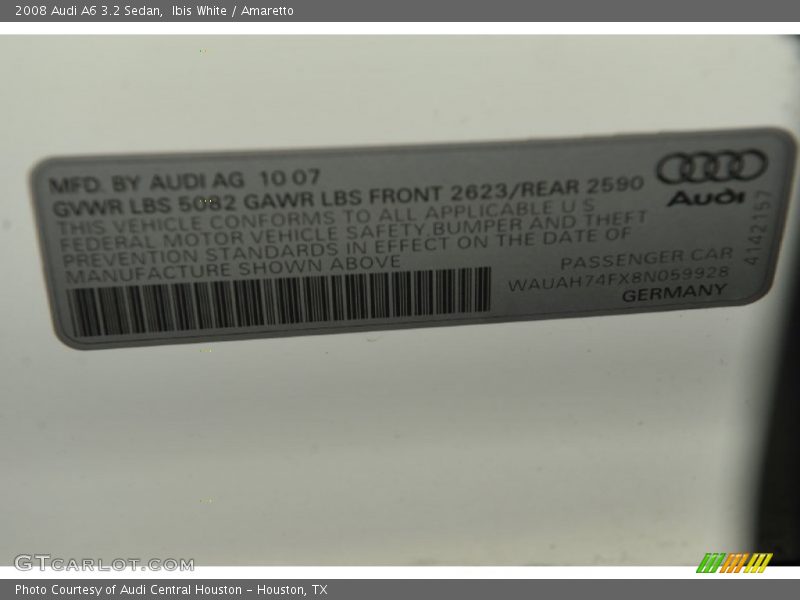 2008 Audi A6 3.2 Sedan,  Ibis White / Amaretto
MFD. BY AUDI AG 10 07
GVWR LBS 5082 GAWR LBS FRONT 2623/REAR 2590
THIS VEHICLE CONFORMS TO ALL APPLICABLE U S
FEDERAL MOTOR VEHICLE SAFETY,BUMPER AND THEFT
PREVENTION STANDARDS IN EFFECT ON THE DATE OF
MANUFACTURE SHOWN ABOVE
Audi
4142157
PASSENGER CAR
WAUAH74FX8N059928
GERMANY
GTCARLOT.COM
Photo Courtesy of Audi Central Houston - Houston, TX